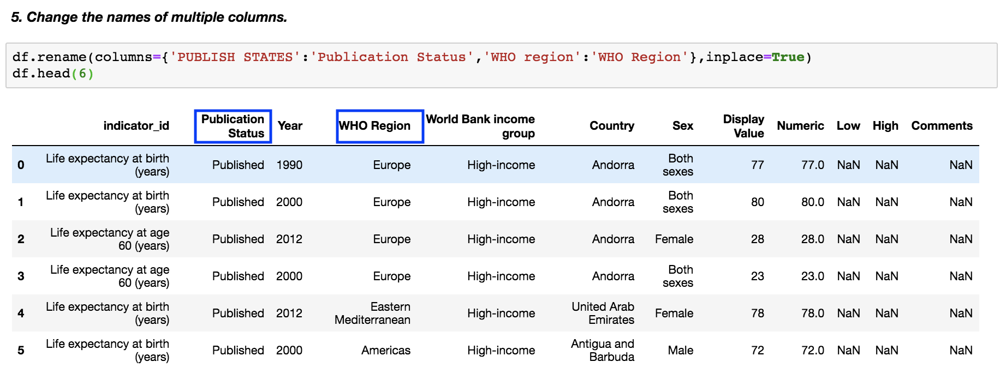 5. Change the names of multiple columns.
df.rename(columns={'PUBLISH STATES':'Publication Status','WHO region':'WHO Region'},inplace=True)
df.head(6)
indicator_id Publication Status Year WHO Region World Bank income group Country Sex Display Value Numeric Low High Comments
0 Life expectancy at birth (years) Published 1990 Europe High-income Andorra Both sexes 77 77.0 NaN NaN NaN
1 Life expectancy at birth (years) Published 2000 Europe High-income Andorra Both sexes 80 80.0 NaN NaN NaN
2 Life expectancy at age 60 (years) Published 2012 Europe High-income Andorra Female 28 28.0 NaN NaN NaN
3 Life expectancy at age 60 (years) Published 2000 Europe High-income Andorra Both sexes 23 23.0 NaN NaN NaN
4 Life expectancy at birth (years) Published 2012 Eastern Mediterranean High-income United Arab Emirates Female 78 78.0 NaN NaN NaN
5 Life expectancy at birth (years) Published 2000 Americas High-income Antigua and Barbuda Male 72 72.0 NaN NaN NaN